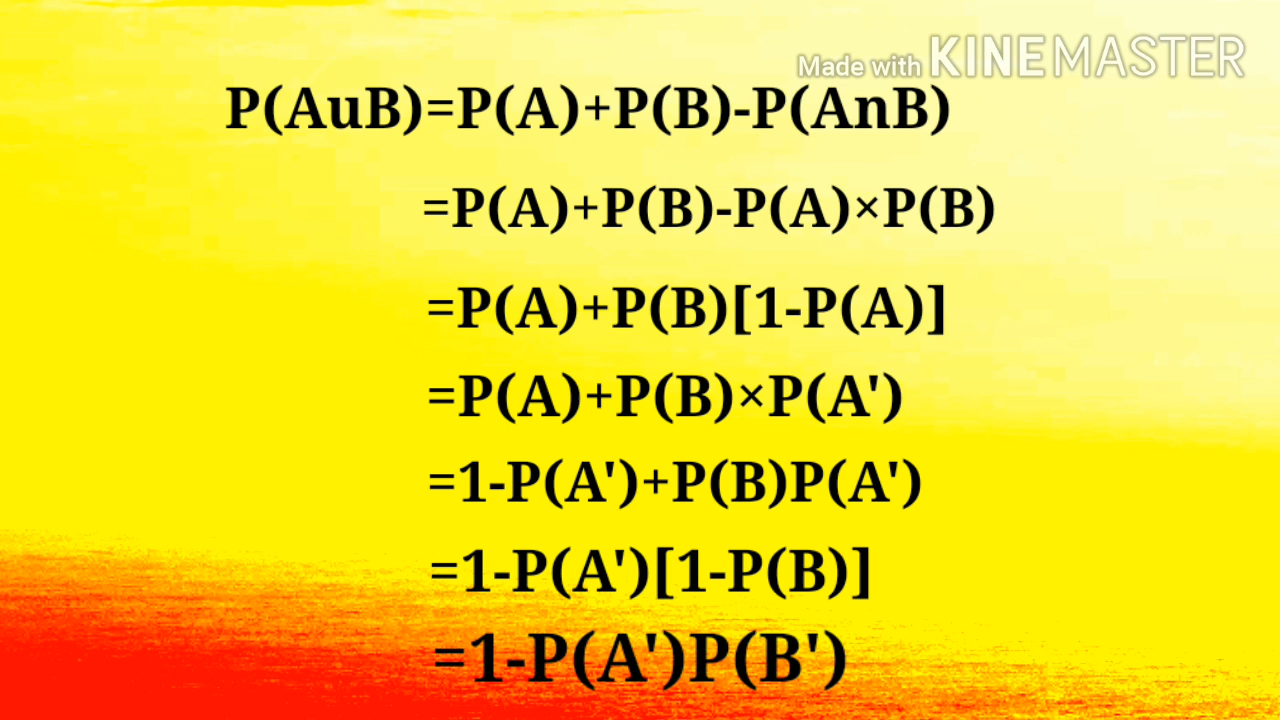 Made with KINEMASTER
P(AuB)=P(A)+P(B)-P(AnB)
=P(A)+P(B)-P(A)×P(B)
=P(A)+P(B)[1-P(A)]
=P(A)+P(B)×P(A')
=1-P(A')+P(B)P(A')
=1-P(A')[1-P(B)]
=1-P(A')P(B')